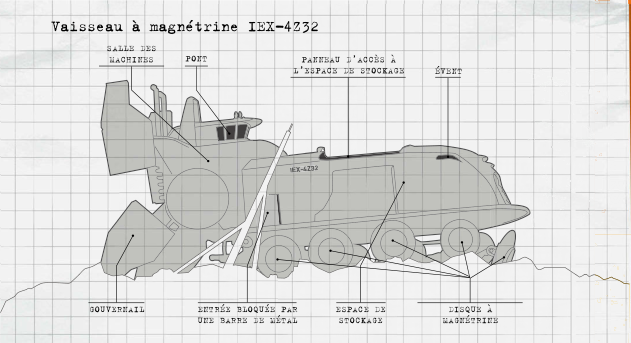 Vaisseau à magnétrine IEX-4Z32
SALLE DES
MACHINES
PONT
PANNEAU D'ACCÈS À
L'ESPACE DE STOCKAGE
ÉVENT
IEX-4Z32
GOUVERNAIL
ENTRÉE BLOQUÉE PAR
UNE BARRE DE MÉTAL
ESPACE DE
STOCKAGE
DISQUE À
MAGNÉTRINE